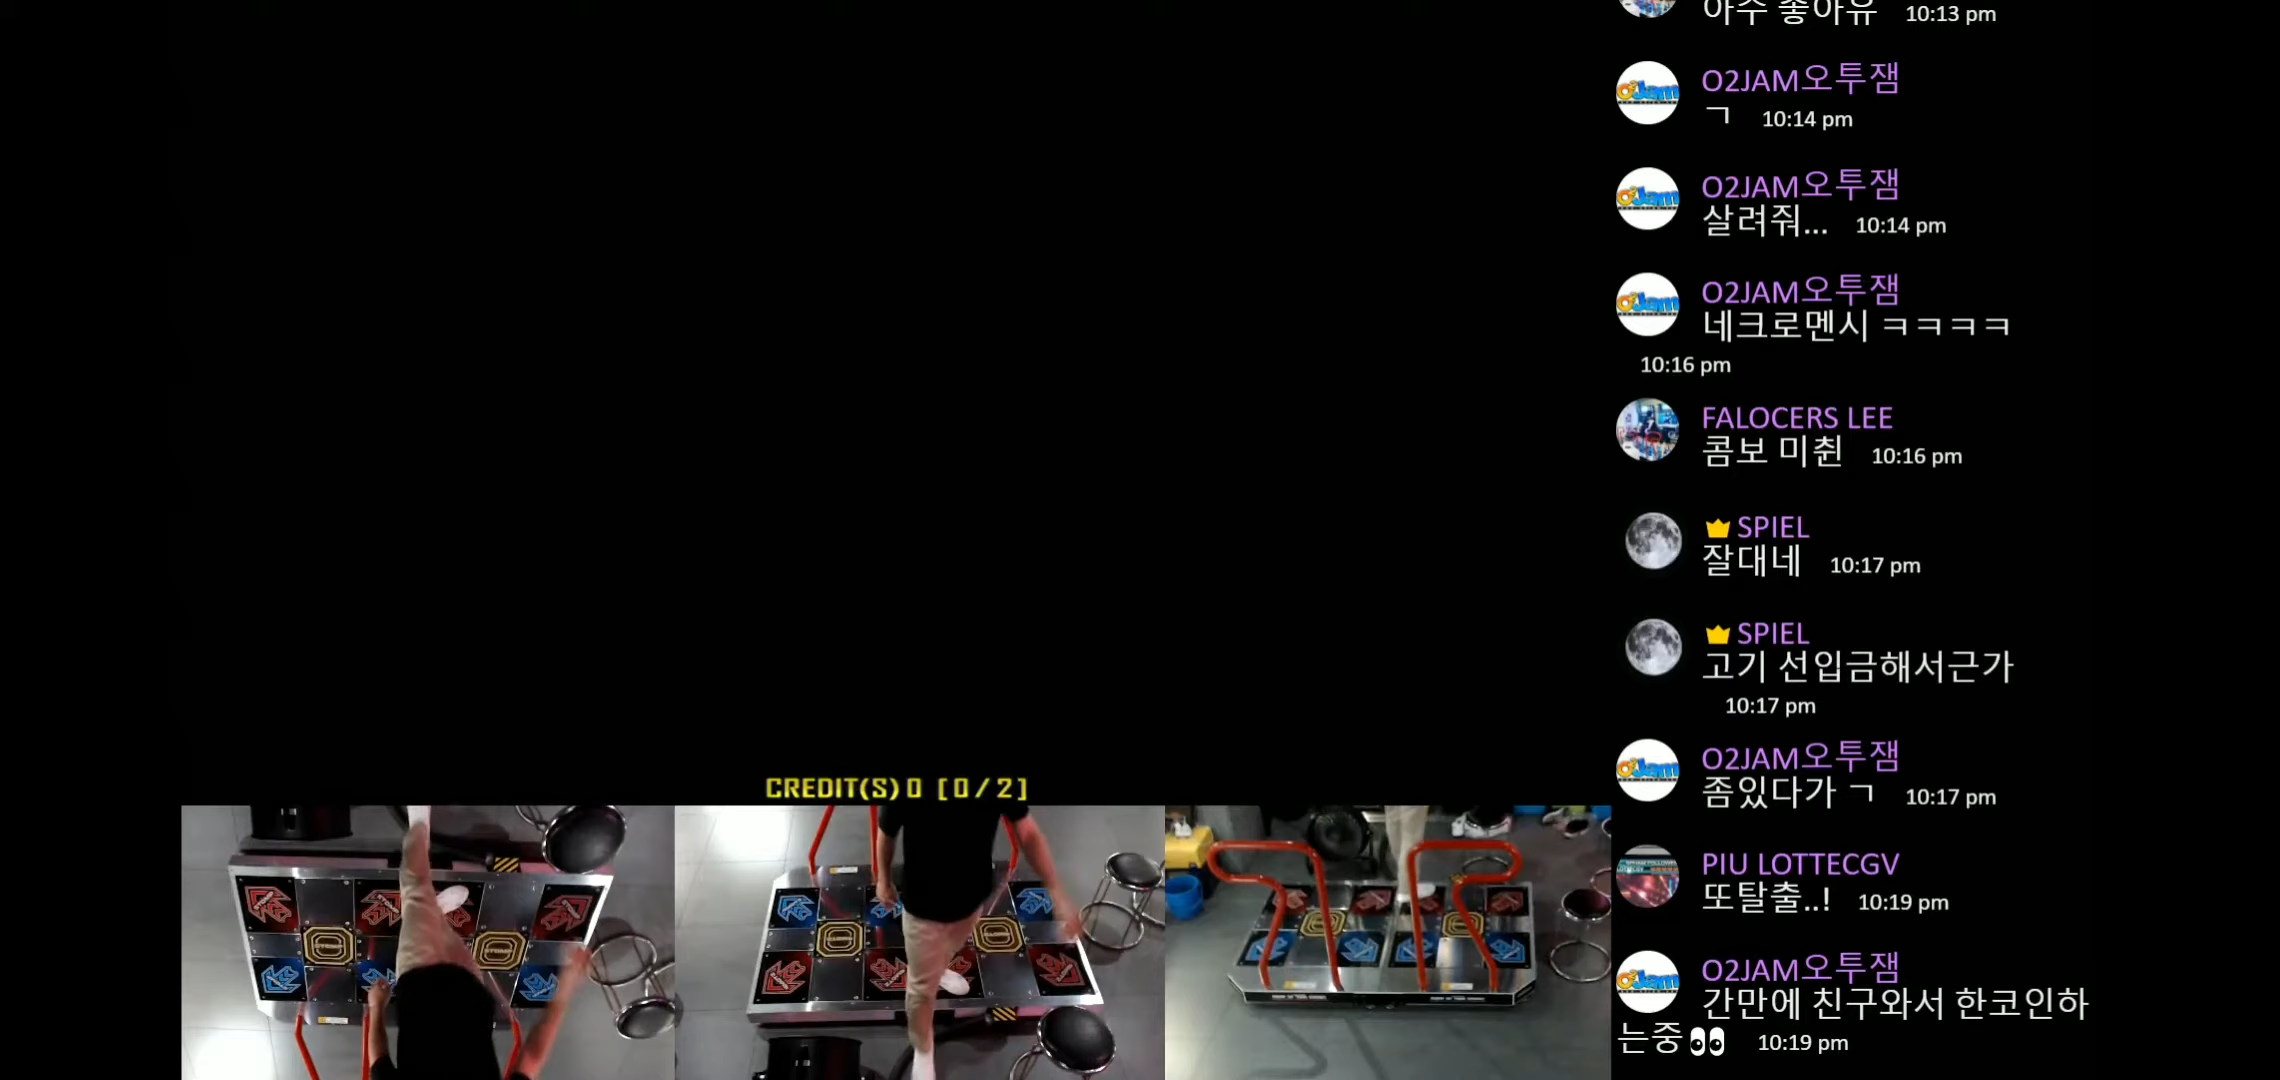 아주 좋아유 10:13 pm
O2JAM오투잼
ㄱ 10:14 pm
O2JAM오투잼
살려줘... 10:14 pm
O2JAM오투잼
네크로멘시 ㅋㅋㅋㅋ
10:16 pm
FALOCERS LEE
콤보 미췬 10:16 pm
SPIEL
잘대네 10:17 pm
SPIEL
고기 선입금해서근가
10:17 pm
O2JAM오투잼
좀있다가 ㄱ 10:17 pm
PIU LOTTECGV
또탈출..! 10:19 pm
O2JAM오투잼
간만에 친구와서 한코인하
는중👀 10:19 pm
CREDIT(S) 0 [0/2]